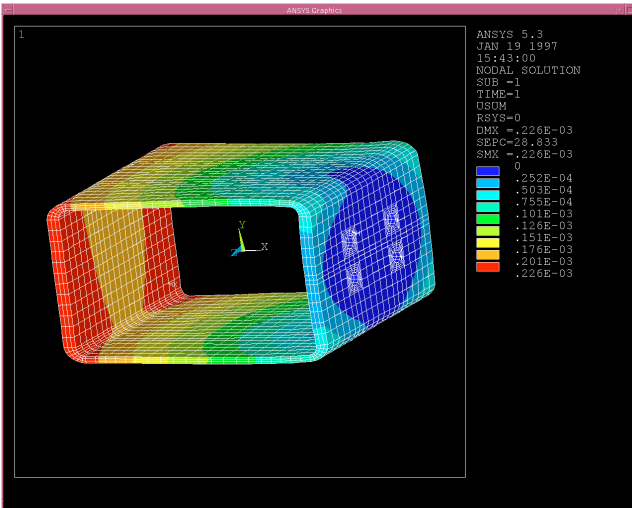 ANSYS Graphics
1
ANSYS 5.3
JAN 19 1997
15:43:00
NODAL SOLUTION
SUB =1
TIME=1
USUM
RSYS=0
DMX =.226E-03
SEPC=28.833
SMX =.226E-03
0
.252E-04
.503E-04
.755E-04
.101E-03
.126E-03
.151E-03
.176E-03
.201E-03
.226E-03
Y
X